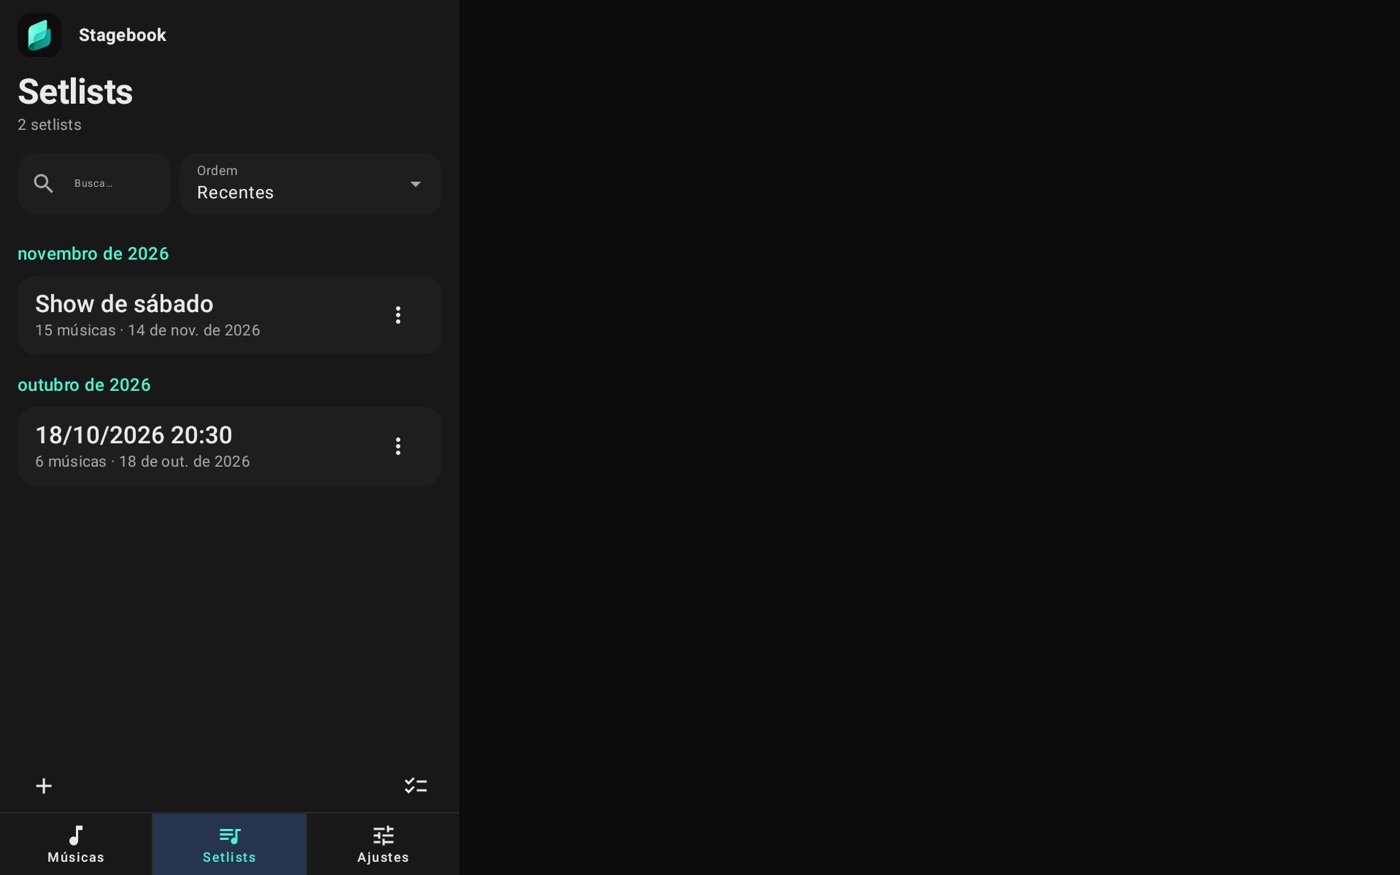 Stagebook
Setlists
2 setlists
Busca…
Ordem
Recentes
novembro de 2026
Show de sábado
15 músicas · 14 de nov. de 2026
outubro de 2026
18/10/2026 20:30
6 músicas · 18 de out. de 2026
Músicas
Setlists
Ajustes